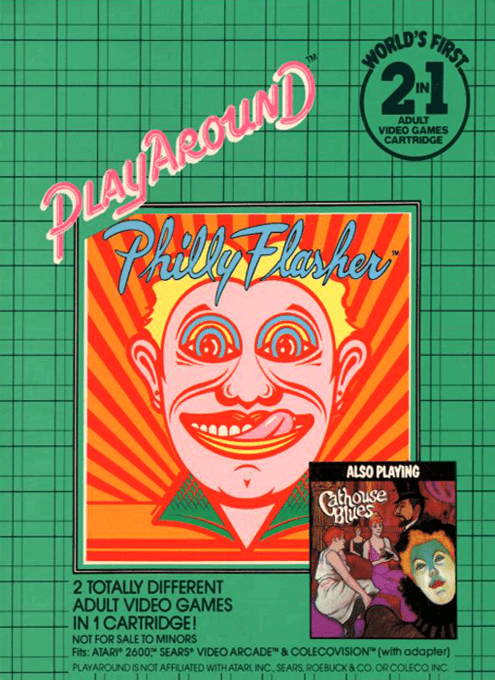 WORLD'S FIRST
2 IN 1
ADULT
VIDEO GAMES
CARTRIDGE
PLAYAROUND™
Philly Flasher™
ALSO PLAYING
Cathouse
Blues
2 TOTALLY DIFFERENT
ADULT VIDEO GAMES
IN 1 CARTRIDGE!
NOT FOR SALE TO MINORS
Fits: ATARI® 2600,™ SEARS® VIDEO ARCADE™ & COLECOVISION™ (with adapter)
PLAYAROUND IS NOT AFFILIATED WITH ATARI, INC., SEARS, ROEBUCK & CO. OR COLECO INC.